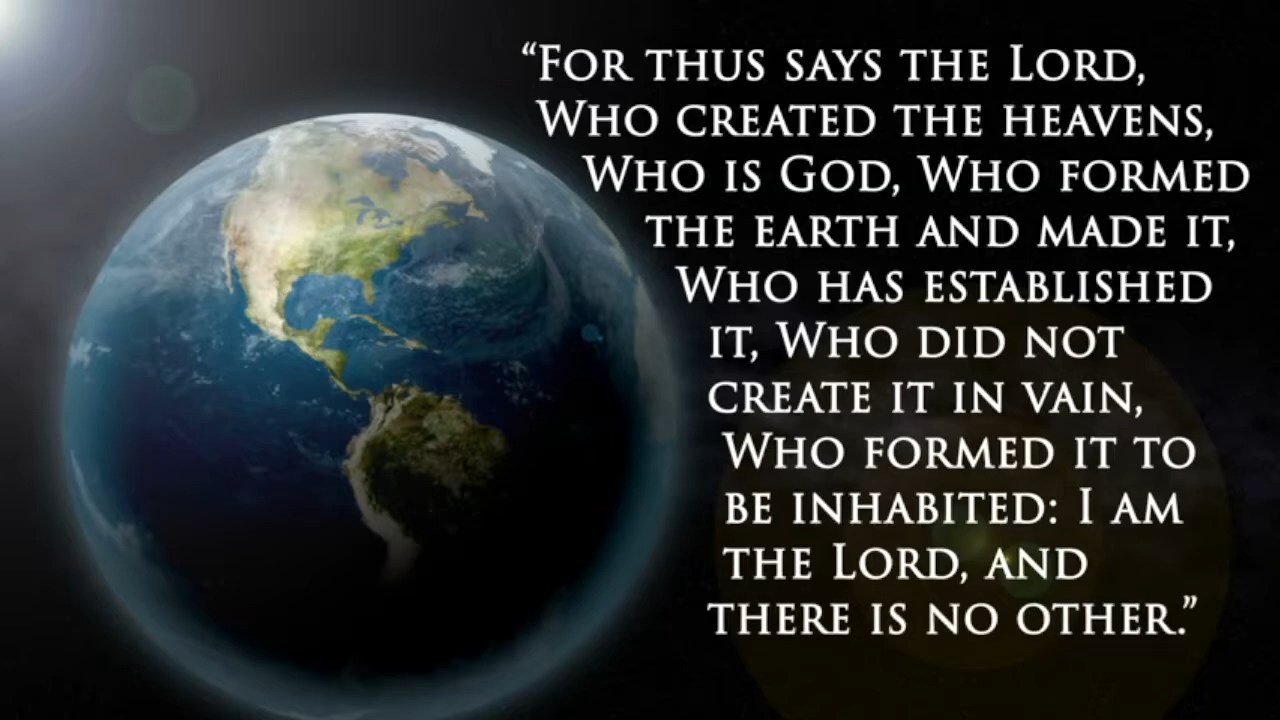 “For thus says the Lord,
Who created the heavens,
Who is God, Who formed
the earth and made it,
Who has established
it, Who did not
create it in vain,
Who formed it to
be inhabited: I am
the Lord, and
there is no other.”